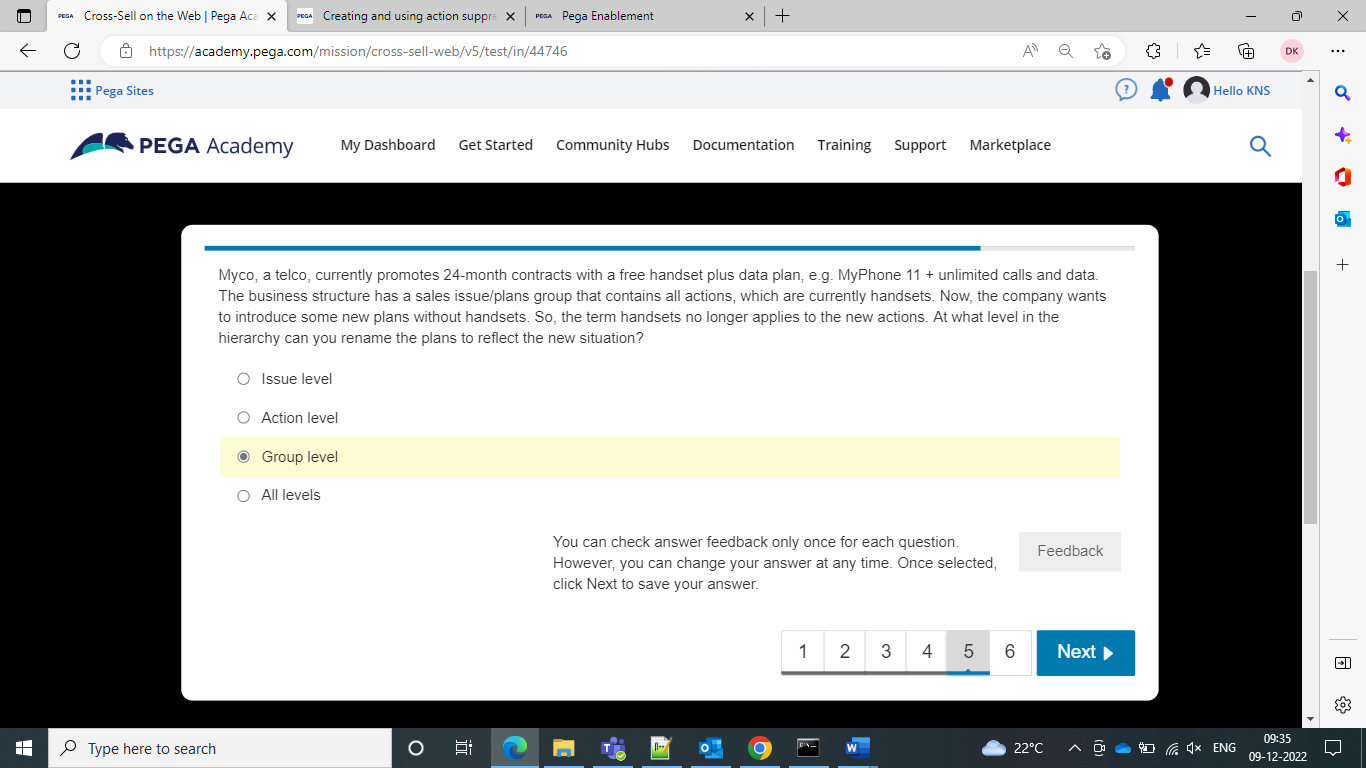 PEGA Cross-Sell on the Web | Pega Aca
PEGA Creating and using action suppre
PEGA Pega Enablement
https://academy.pega.com/mission/cross-sell-web/v5/test/in/44746
DK
Pega Sites
? Hello KNS
PEGA Academy
My Dashboard Get Started Community Hubs Documentation Training Support Marketplace
Myco, a telco, currently promotes 24-month contracts with a free handset plus data plan, e.g. MyPhone 11 + unlimited calls and data.
The business structure has a sales issue/plans group that contains all actions, which are currently handsets. Now, the company wants
to introduce some new plans without handsets. So, the term handsets no longer applies to the new actions. At what level in the
hierarchy can you rename the plans to reflect the new situation?
Issue level
Action level
Group level
All levels
You can check answer feedback only once for each question.
However, you can change your answer at any time. Once selected,
click Next to save your answer.
Feedback
1 2 3 4 5 6 Next
Type here to search
22°C
ENG
09:35
09-12-2022